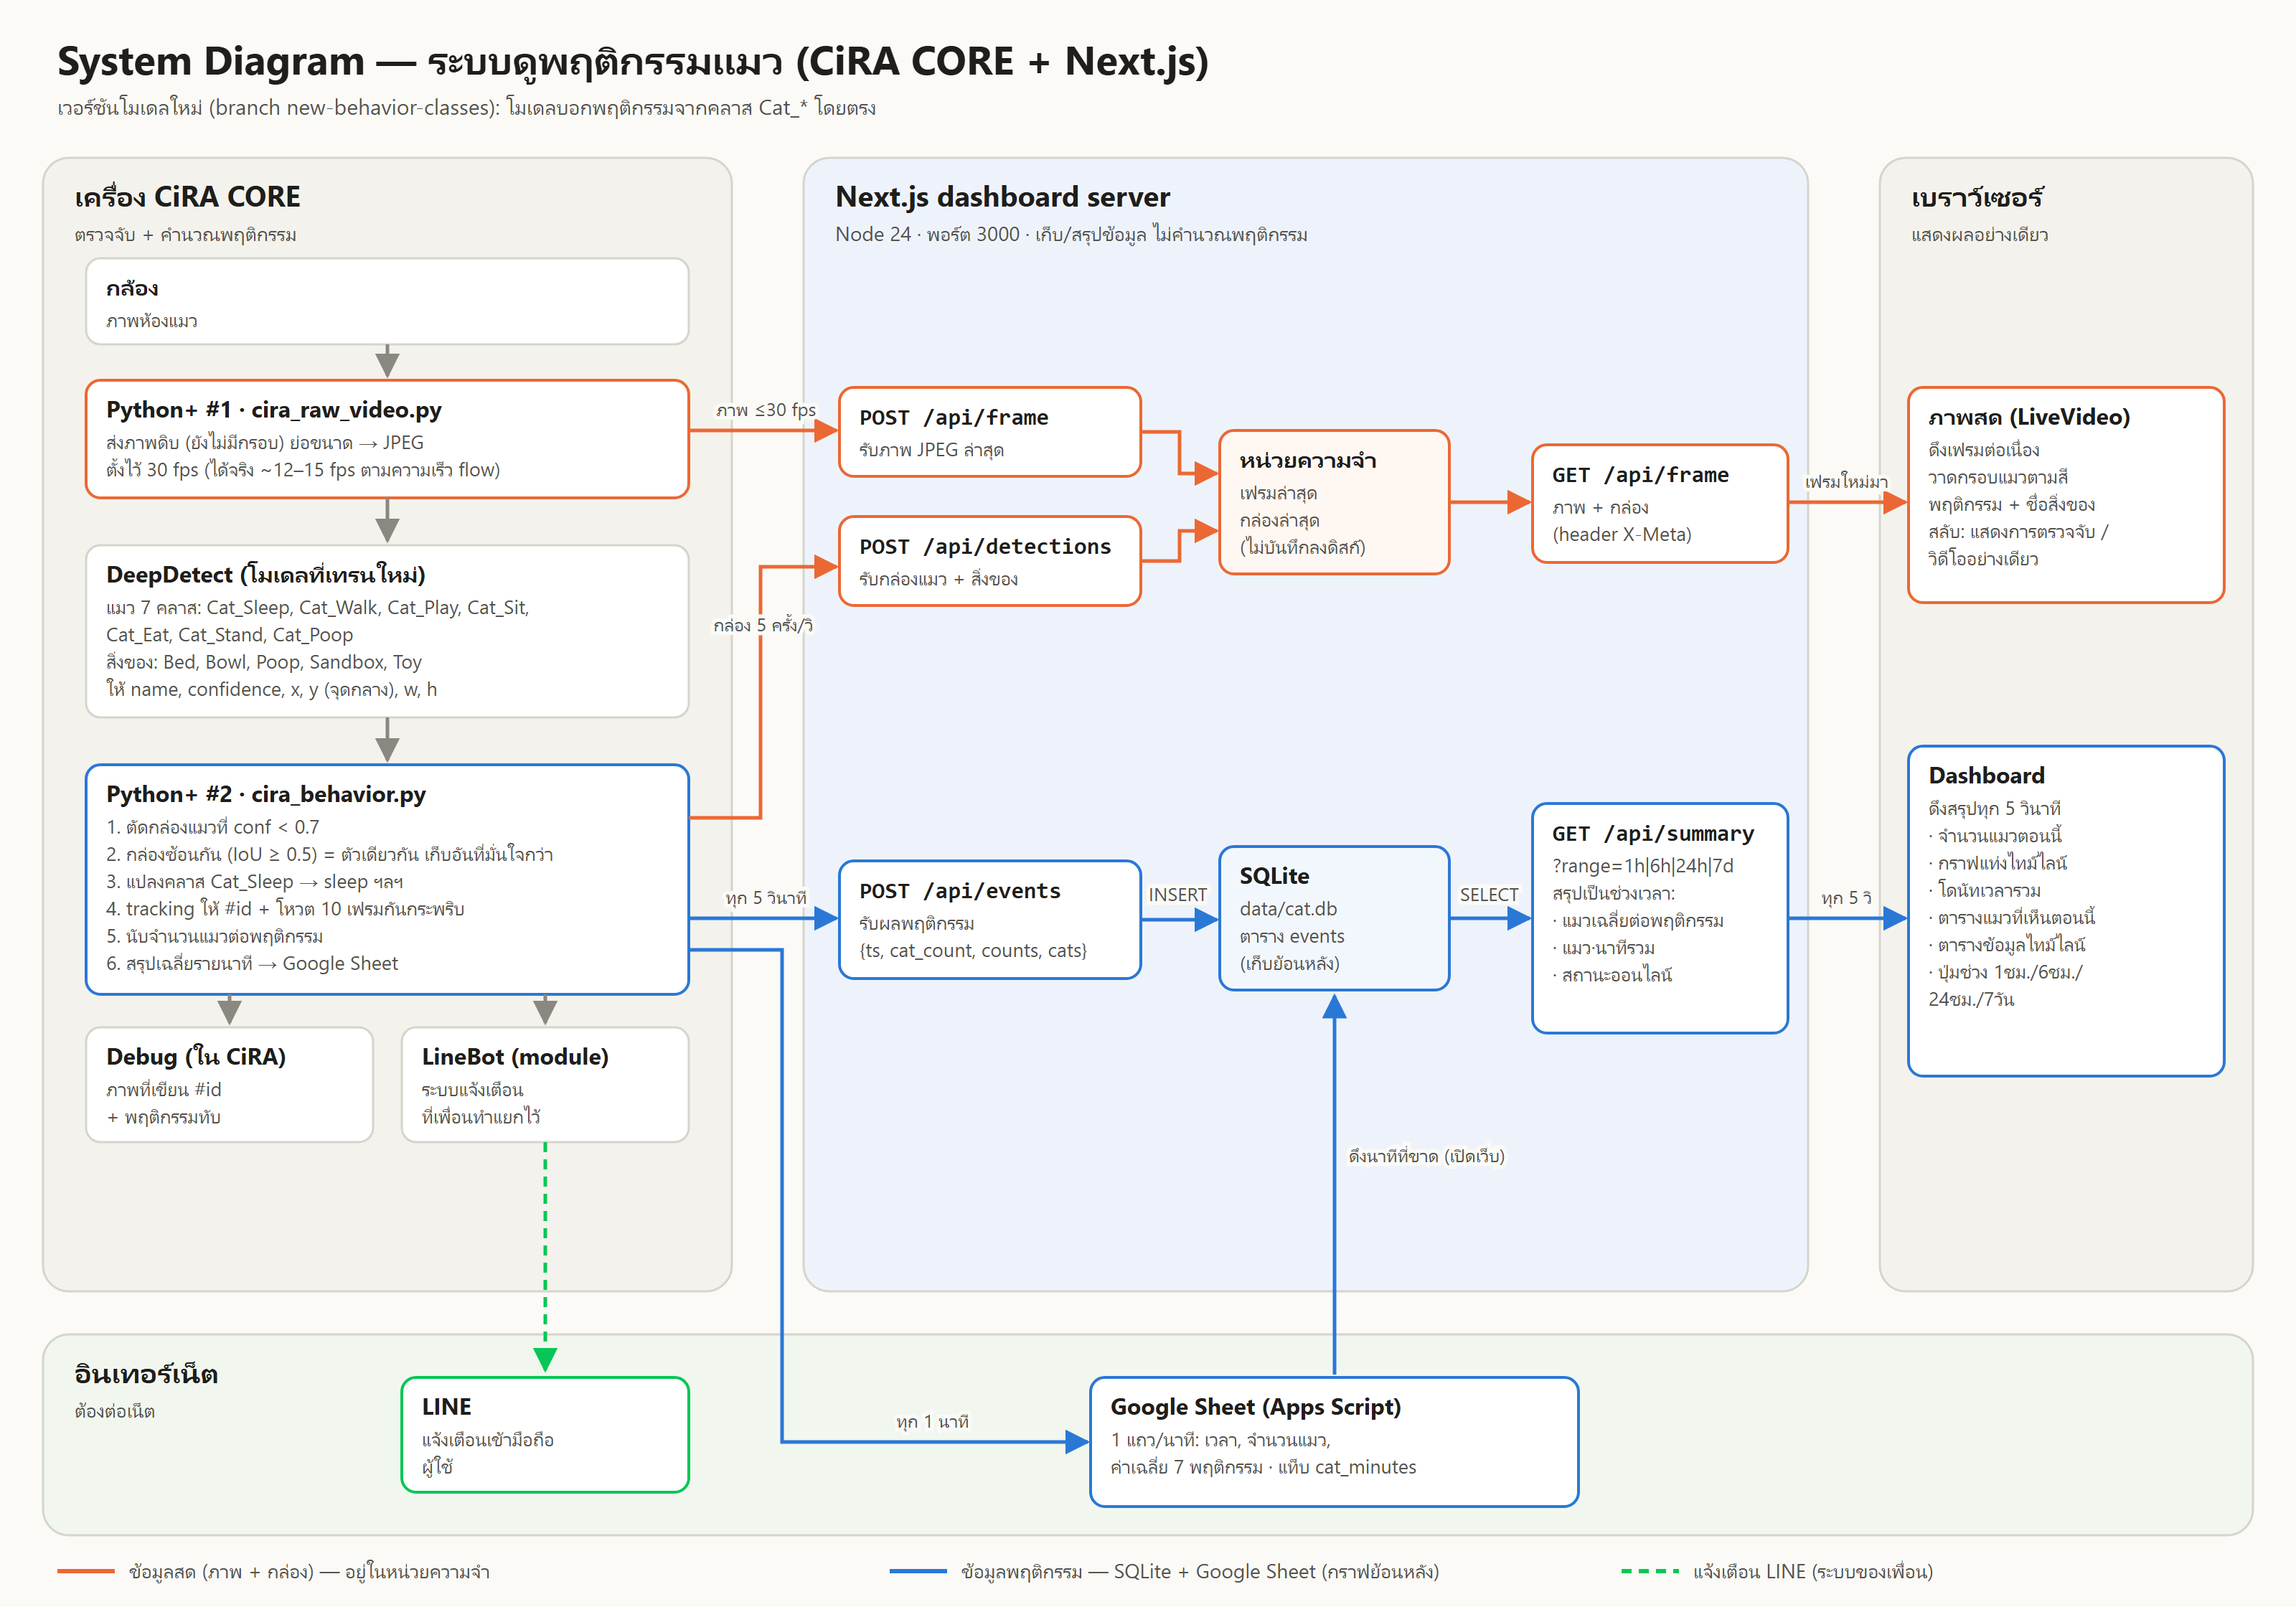 System Diagram — ระบบดูพฤติกรรมแมว (CiRA CORE + Next.js)
เวอร์ชันโมเดลใหม่ (branch new-behavior-classes): โมเดลบอกพฤติกรรมจากคลาส Cat_* โดยตรง
เครื่อง CiRA CORE
ตรวจจับ + คำนวณพฤติกรรม
กล้อง
ภาพห้องแมว
Python+ #1 · cira_raw_video.py
ส่งภาพดิบ (ยังไม่มีกรอบ) ย่อขนาด → JPEG
ตั้งไว้ 30 fps (ได้จริง ~12–15 fps ตามความเร็ว flow)
DeepDetect (โมเดลที่เทรนใหม่)
แมว 7 คลาส: Cat_Sleep, Cat_Walk, Cat_Play, Cat_Sit,
Cat_Eat, Cat_Stand, Cat_Poop
สิ่งของ: Bed, Bowl, Poop, Sandbox, Toy
ให้ name, confidence, x, y (จุดกลาง), w, h
Python+ #2 · cira_behavior.py
1. ตัดกล่องแมวที่ conf < 0.7
2. กล่องซ้อนกัน (IoU ≥ 0.5) = ตัวเดียวกัน เก็บอันที่มั่นใจกว่า
3. แปลงคลาส Cat_Sleep → sleep ฯลฯ
4. tracking ให้ #id + โหวต 10 เฟรมกันกระพริบ
5. นับจำนวนแมวต่อพฤติกรรม
6. สรุปเฉลี่ยรายนาที → Google Sheet
Debug (ใน CiRA)
ภาพที่เขียน #id
+ พฤติกรรมทับ
LineBot (module)
ระบบแจ้งเตือน
ที่เพื่อนทำแยกไว้
ภาพ ≤30 fps
กล่อง 5 ครั้ง/วิ
ทุก 5 วินาที
Next.js dashboard server
Node 24 · พอร์ต 3000 · เก็บ/สรุปข้อมูล ไม่คำนวณพฤติกรรม
POST /api/frame
รับภาพ JPEG ล่าสุด
POST /api/detections
รับกล่องแมว + สิ่งของ
หน่วยความจำ
เฟรมล่าสุด
กล่องล่าสุด
(ไม่บันทึกลงดิสก์)
GET /api/frame
ภาพ + กล่อง
(header X-Meta)
POST /api/events
รับผลพฤติกรรม
{ts, cat_count, counts, cats}
INSERT
SQLite
data/cat.db
ตาราง events
(เก็บย้อนหลัง)
SELECT
GET /api/summary
?range=1h|6h|24h|7d
สรุปเป็นช่วงเวลา:
· แมวเฉลี่ยต่อพฤติกรรม
· แมว·นาทีรวม
· สถานะออนไลน์
ดึงนาทีที่ขาด (เปิดเว็บ)
เฟรมใหม่มา
ทุก 5 วิ
เบราว์เซอร์
แสดงผลอย่างเดียว
ภาพสด (LiveVideo)
ดึงเฟรมต่อเนื่อง
วาดกรอบแมวตามสี
พฤติกรรม + ชื่อสิ่งของ
สลับ: แสดงการตรวจจับ /
วิดีโออย่างเดียว
Dashboard
ดึงสรุปทุก 5 วินาที
· จำนวนแมวตอนนี้
· กราฟแท่งไทม์ไลน์
· โดนัทเวลารวม
· ตารางแมวที่เห็นตอนนี้
· ตารางข้อมูลไทม์ไลน์
· ปุ่มช่วง 1ชม./6ชม./
24ชม./7วัน
อินเทอร์เน็ต
ต้องต่อเน็ต
LINE
แจ้งเตือนเข้ามือถือ
ผู้ใช้
ทุก 1 นาที
Google Sheet (Apps Script)
1 แถว/นาที: เวลา, จำนวนแมว,
ค่าเฉลี่ย 7 พฤติกรรม · แท็บ cat_minutes
ข้อมูลสด (ภาพ + กล่อง) — อยู่ในหน่วยความจำ
ข้อมูลพฤติกรรม — SQLite + Google Sheet (กราฟย้อนหลัง)
แจ้งเตือน LINE (ระบบของเพื่อน)